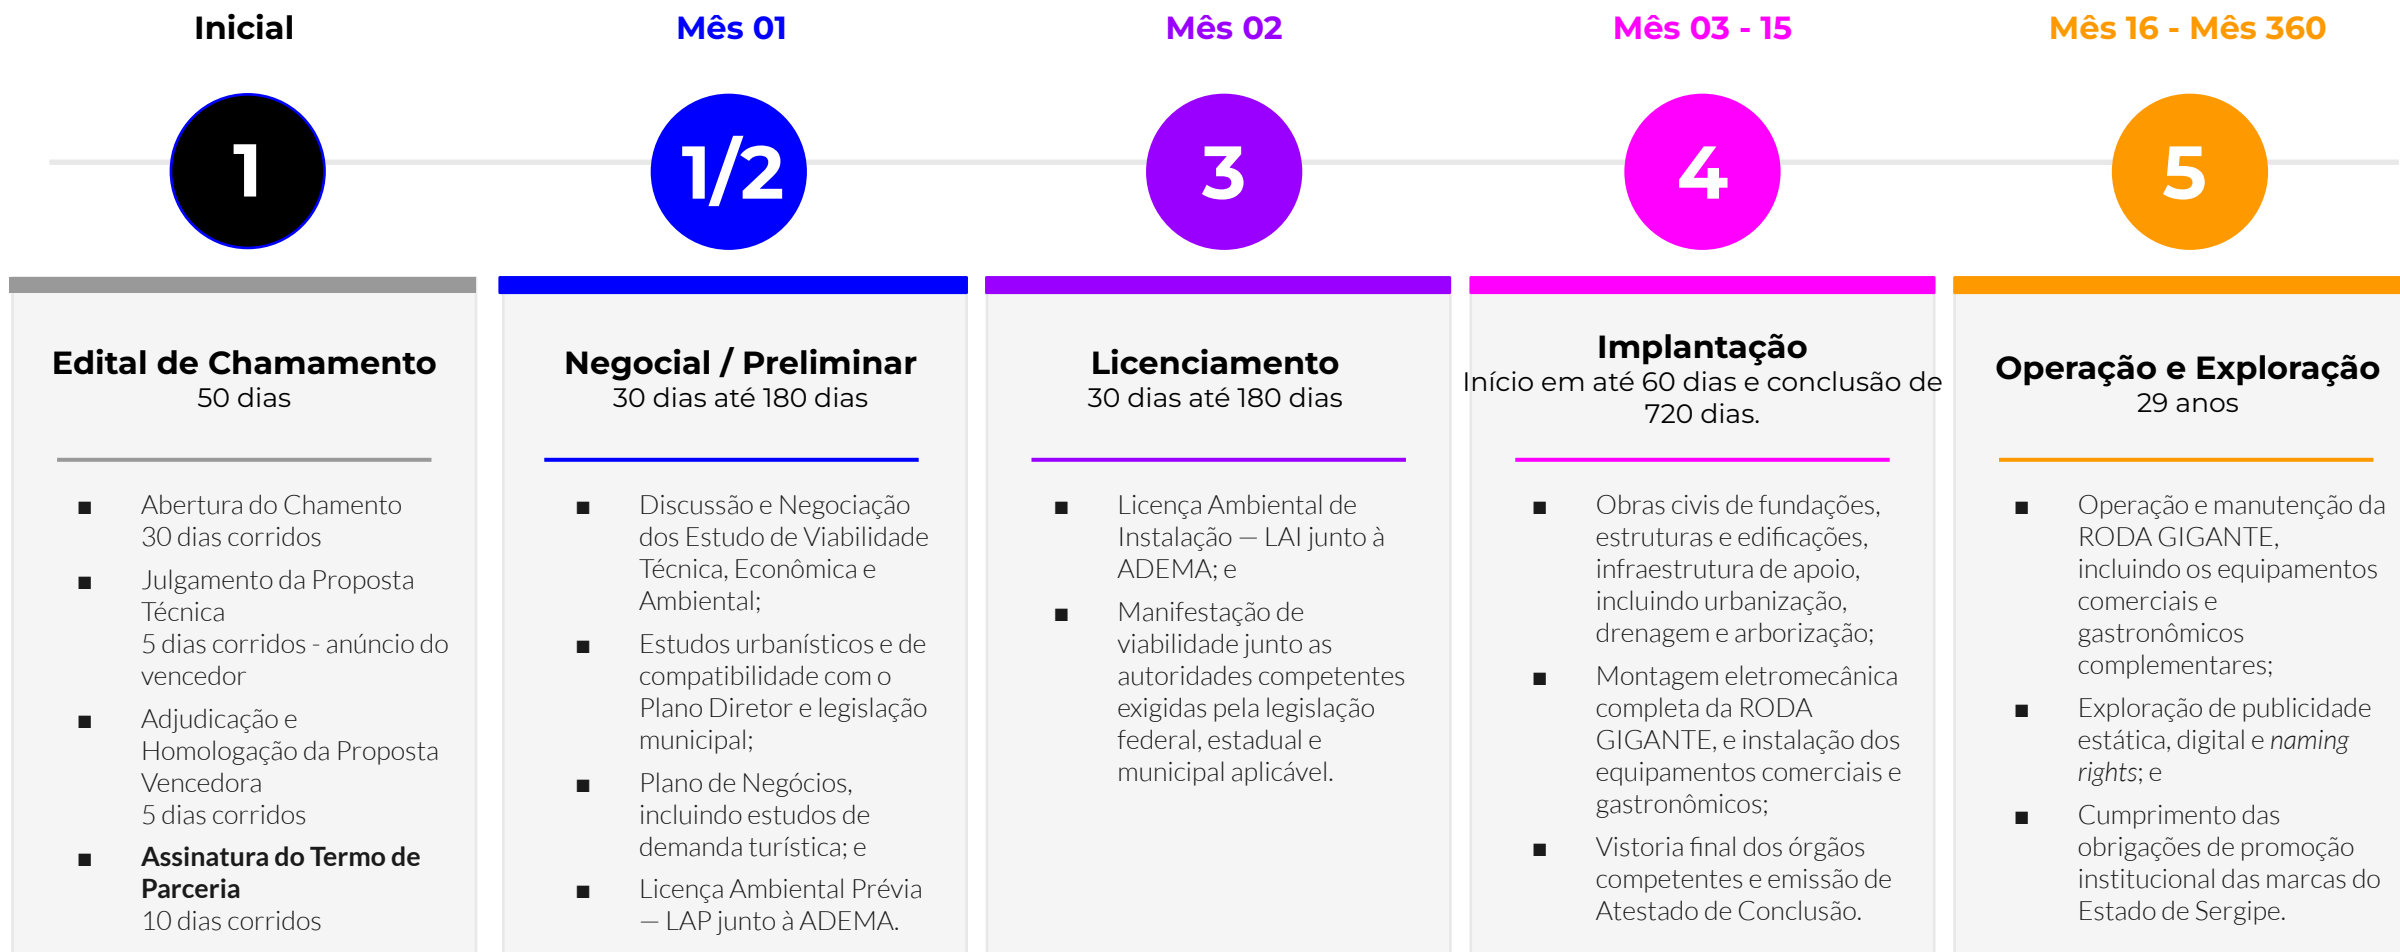 Inicial
Mês 01
Mês 02
Mês 03 - 15
Mês 16 - Mês 360
1
1/2
3
4
5
Edital de Chamamento
50 dias
■ Abertura do Chamento
30 dias corridos
■ Julgamento da Proposta
Técnica
5 dias corridos - anúncio do
vencedor
■ Adjudicação e
Homologação da Proposta
Vencedora
5 dias corridos
■ Assinatura do Termo de
Parceria
10 dias corridos
Negocial / Preliminar
30 dias até 180 dias
■ Discussão e Negociação
dos Estudo de Viabilidade
Técnica, Econômica e
Ambiental;
■ Estudos urbanísticos e de
compatibilidade com o
Plano Diretor e legislação
municipal;
■ Plano de Negócios,
incluindo estudos de
demanda turística; e
■ Licença Ambiental Prévia
— LAP junto à ADEMA.
Licenciamento
30 dias até 180 dias
■ Licença Ambiental de
Instalação — LAI junto à
ADEMA; e
■ Manifestação de
viabilidade junto as
autoridades competentes
exigidas pela legislação
federal, estadual e
municipal aplicável.
Implantação
Início em até 60 dias e conclusão de
720 dias.
■ Obras civis de fundações,
estruturas e edificações,
infraestrutura de apoio,
incluindo urbanização,
drenagem e arborização;
■ Montagem eletromecânica
completa da RODA
GIGANTE, e instalação dos
equipamentos comerciais e
gastronômicos;
■ Vistoria final dos órgãos
competentes e emissão de
Atestado de Conclusão.
Operação e Exploração
29 anos
■ Operação e manutenção da
RODA GIGANTE,
incluindo os equipamentos
comerciais e
gastronômicos
complementares;
■ Exploração de publicidade
estática, digital e naming
rights; e
■ Cumprimento das
obrigações de promoção
institucional das marcas do
Estado de Sergipe.